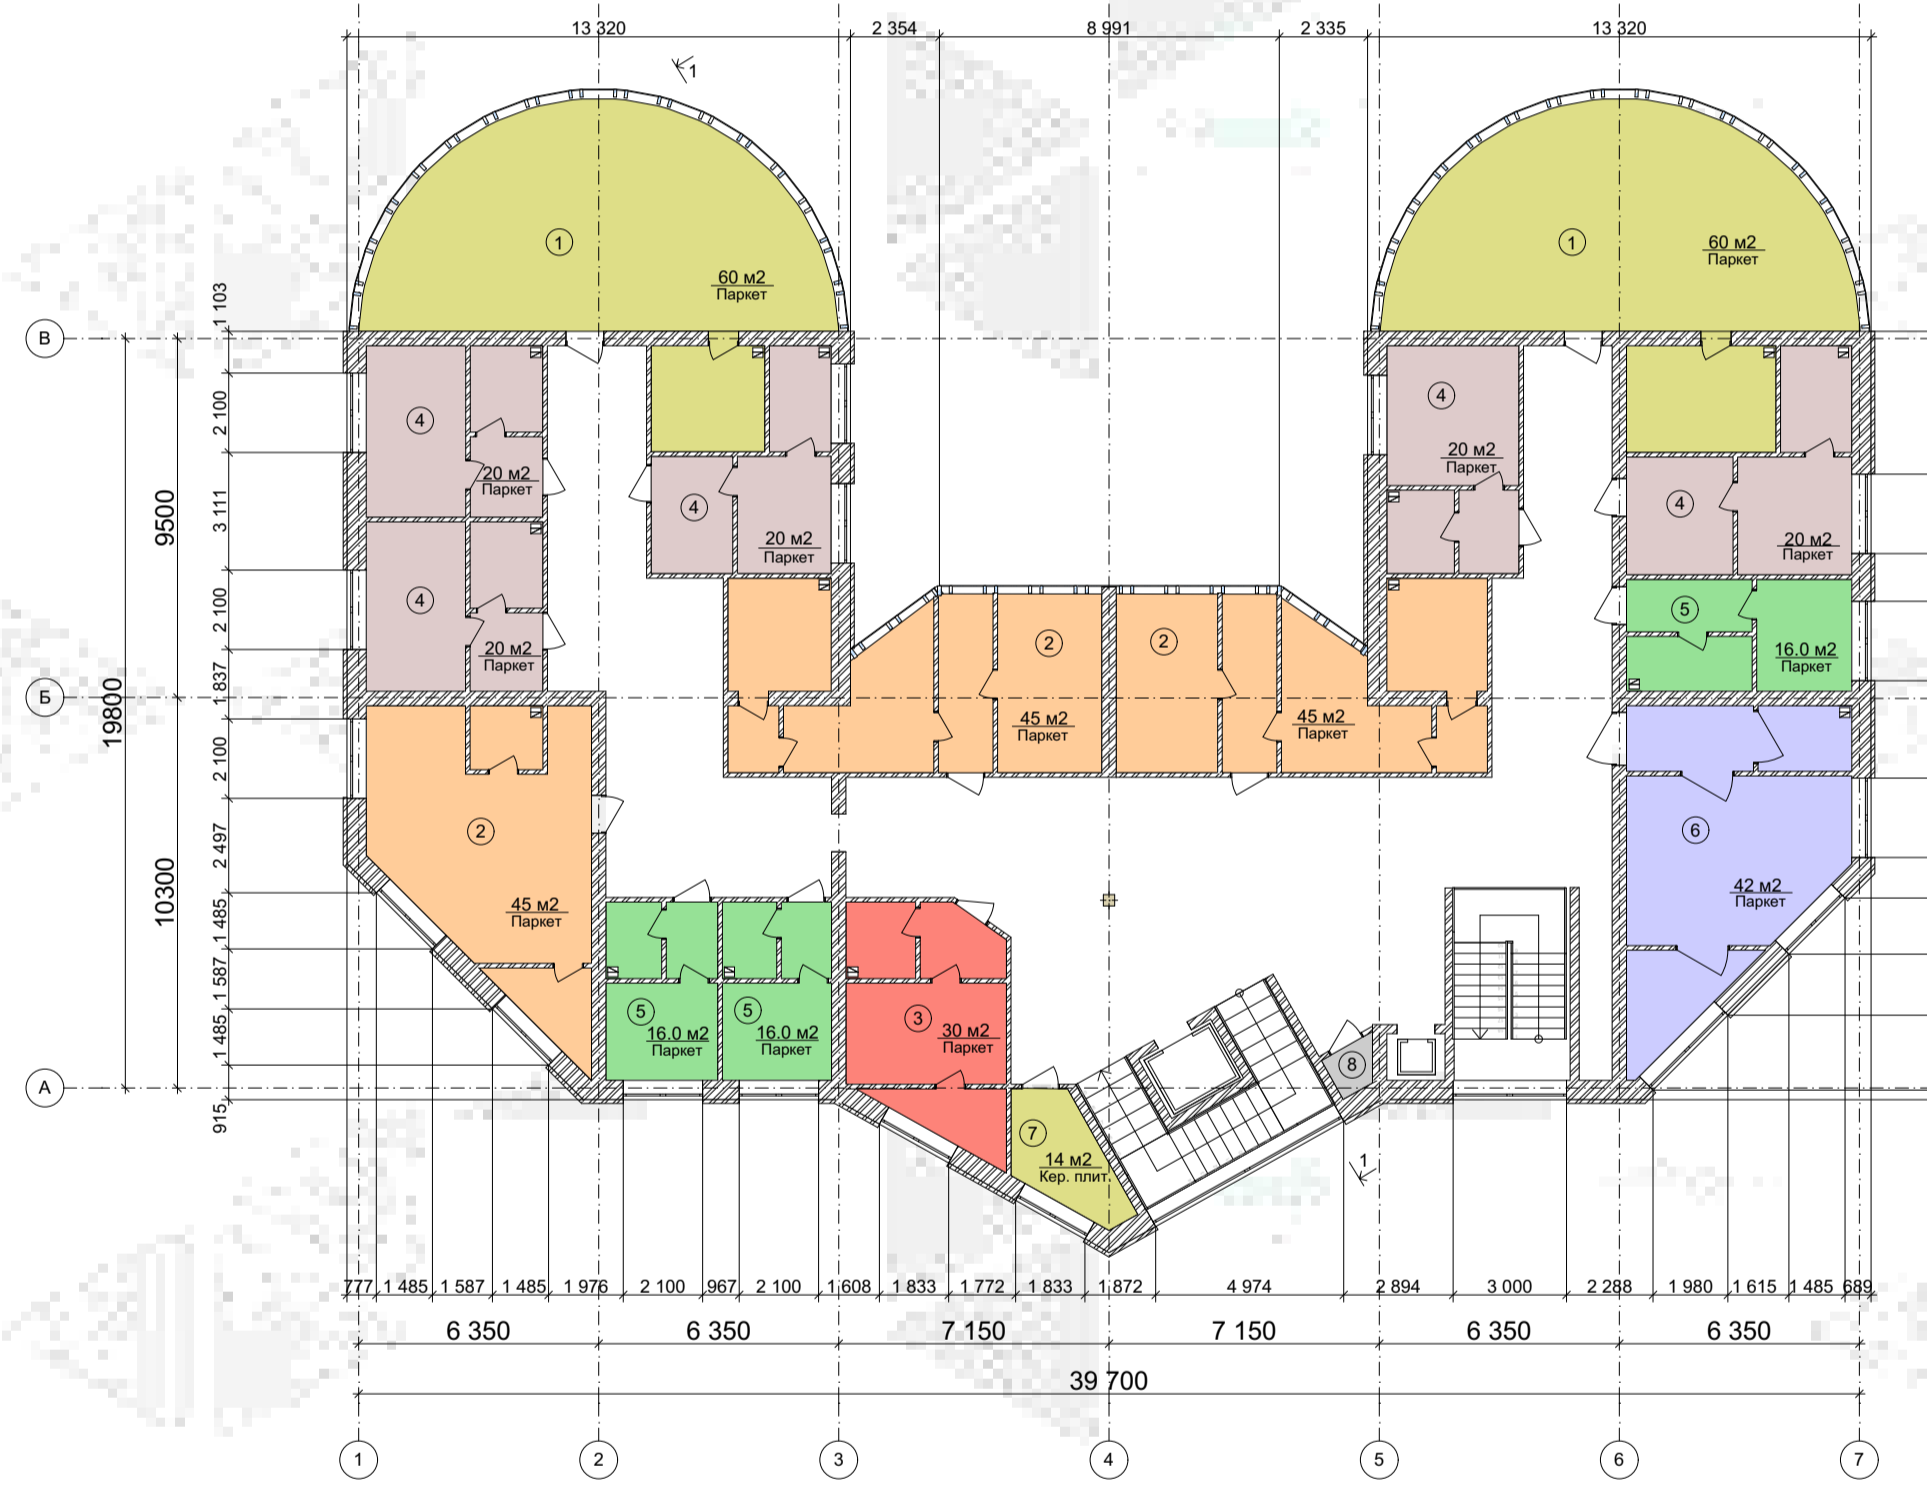 13 320
2 354
8 991
2 335
13 320
1
1
60 м2
Паркет
1
60 м2
Паркет
В
1 103
2 100
3 111
2 100
1 837
2 100
2 497
1 485
1 587
1 485
915
9500
10300
19800
Б
А
4
20 м2
Паркет
4
20 м2
Паркет
4
20 м2
Паркет
4
20 м2
Паркет
4
20 м2
Паркет
5
16.0 м2
Паркет
2
45 м2
Паркет
2
45 м2
Паркет
2
45 м2
Паркет
6
42 м2
Паркет
5
16.0 м2
Паркет
5
16.0 м2
Паркет
3
30 м2
Паркет
8
7
14 м2
Кер. плит.
1
777
1 485
1 587
1 485
1 976
2 100
967
2 100
1 608
1 833
1 772
1 833
1 872
4 974
2 894
3 000
2 288
1 980
1 615
1 485
689
6 350
6 350
7 150
7 150
6 350
6 350
39 700
1
2
3
4
5
6
7